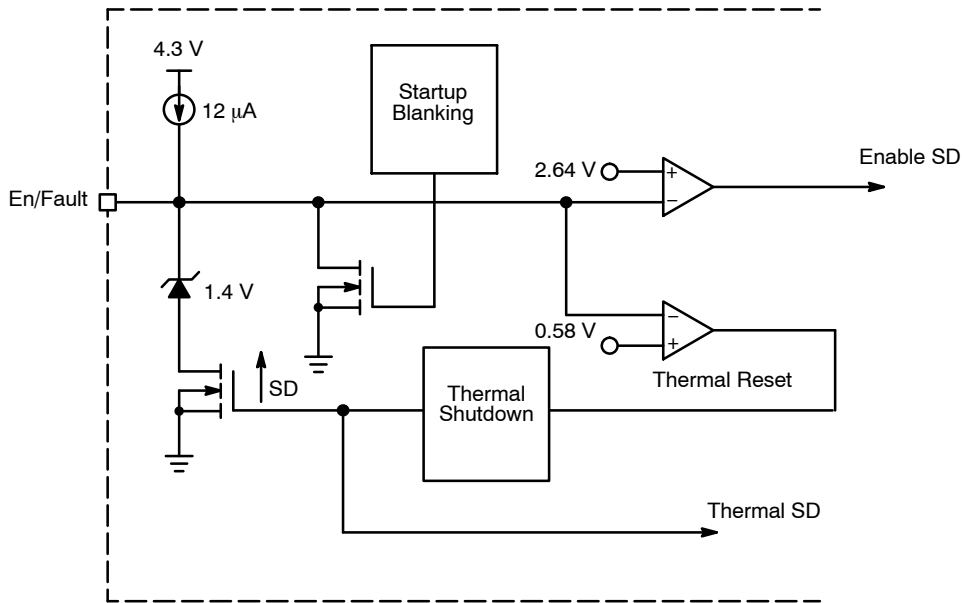 4.3 V
12 μA
Startup
Blanking
En/Fault
2.64 V
+
−
Enable SD
1.4 V
0.58 V
−
+
SD
Thermal
Shutdown
Thermal Reset
Thermal SD